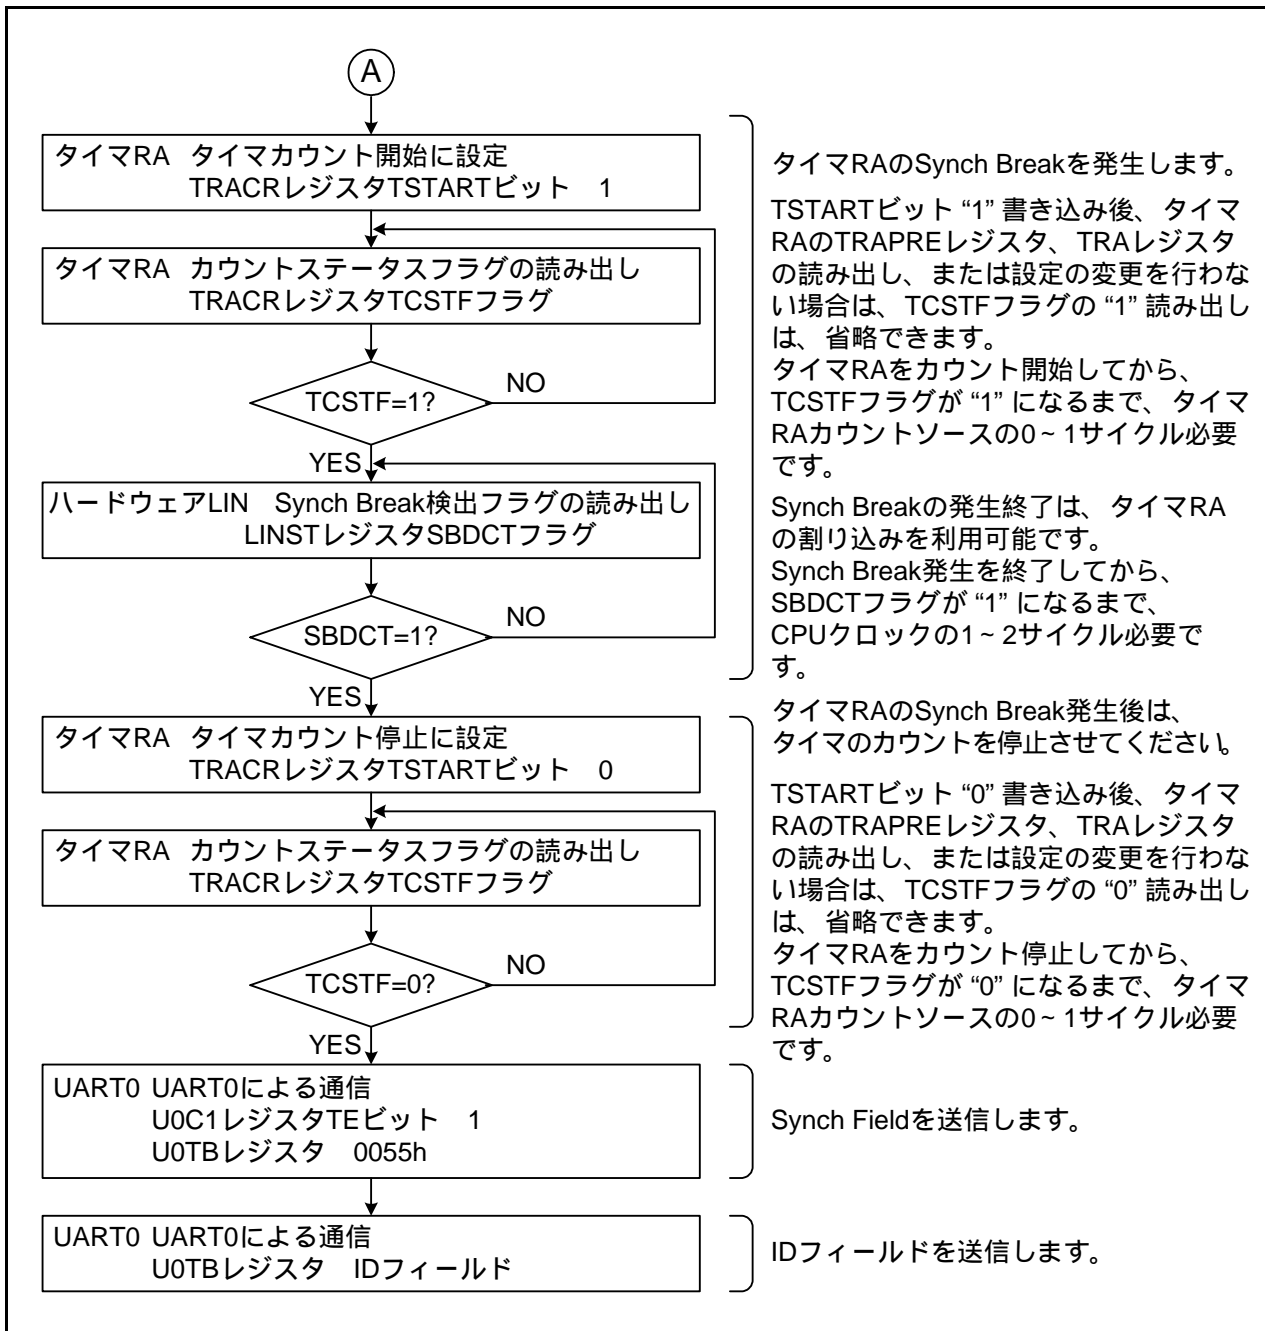 A
タイマRA タイマカウント開始に設定
TRACRレジスタTSTARTビット 1
タイマRA カウントステータスフラグの読み出し
TRACRレジスタTCSTFフラグ
TCSTF=1?
NO
YES
ハードウェアLIN Synch Break検出フラグの読み出し
LINSTレジスタSBDCTフラグ
SBDCT=1?
NO
YES
タイマRAのSynch Breakを発生します。
TSTARTビット “1” 書き込み後、タイマ
RAのTRAPREレジスタ、TRAレジスタ
の読み出し、または設定の変更を行わな
い場合は、TCSTFフラグの “1” 読み出し
は、省略できます。
タイマRAをカウント開始してから、
TCSTFフラグが “1” になるまで、タイマ
RAカウントソースの0~1サイクル必要
です。
Synch Breakの発生終了は、タイマRA
の割り込みを利用可能です。
Synch Break発生を終了してから、
SBDCTフラグが “1” になるまで、
CPUクロックの1~2サイクル必要で
す。
タイマRA タイマカウント停止に設定
TRACRレジスタTSTARTビット 0
タイマRA カウントステータスフラグの読み出し
TRACRレジスタTCSTFフラグ
TCSTF=0?
NO
YES
タイマRAのSynch Break発生後は、
タイマのカウントを停止させてください。
TSTARTビット “0” 書き込み後、タイマ
RAのTRAPREレジスタ、TRAレジスタ
の読み出し、または設定の変更を行わな
い場合は、TCSTFフラグの “0” 読み出し
は、省略できます。
タイマRAをカウント停止してから、
TCSTFフラグが “0” になるまで、タイマ
RAカウントソースの0~1サイクル必要
です。
UART0 UART0による通信
U0C1レジスタTEビット 1
U0TBレジスタ 0055h
Synch Fieldを送信します。
UART0 UART0による通信
U0TBレジスタ IDフィールド
IDフィールドを送信します。